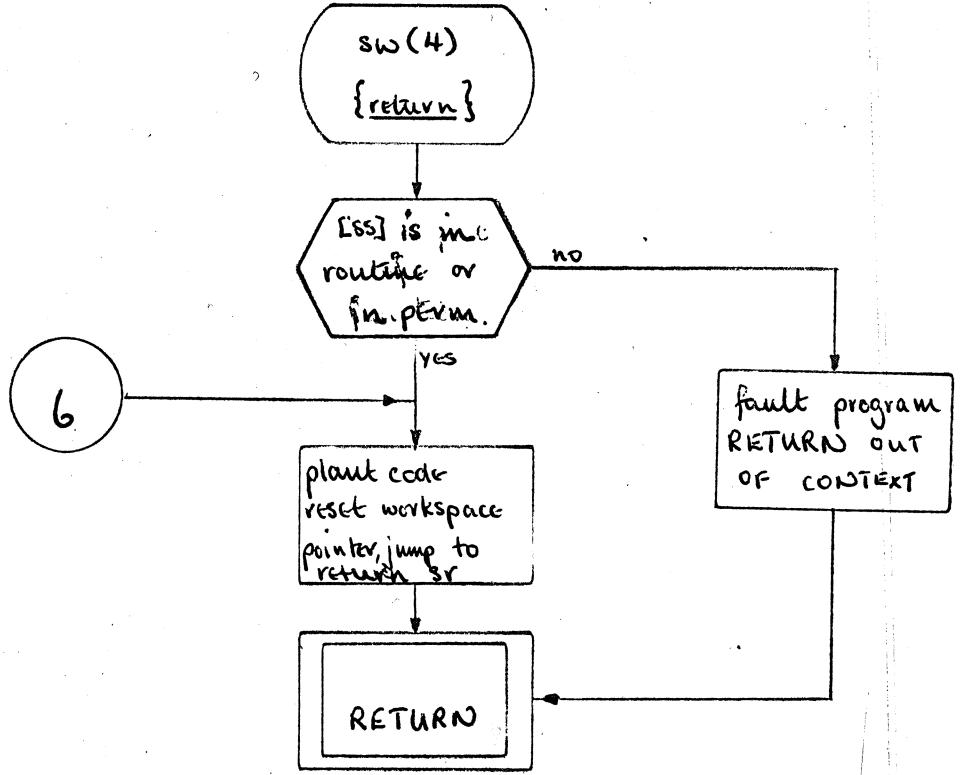 sw(4)
{return}
[ss] is in
routine or
in perm.
no
YES
6
fault program
RETURN OUT
OF CONTEXT
plant code
reset workspace
pointer, jump to
return sr
RETURN